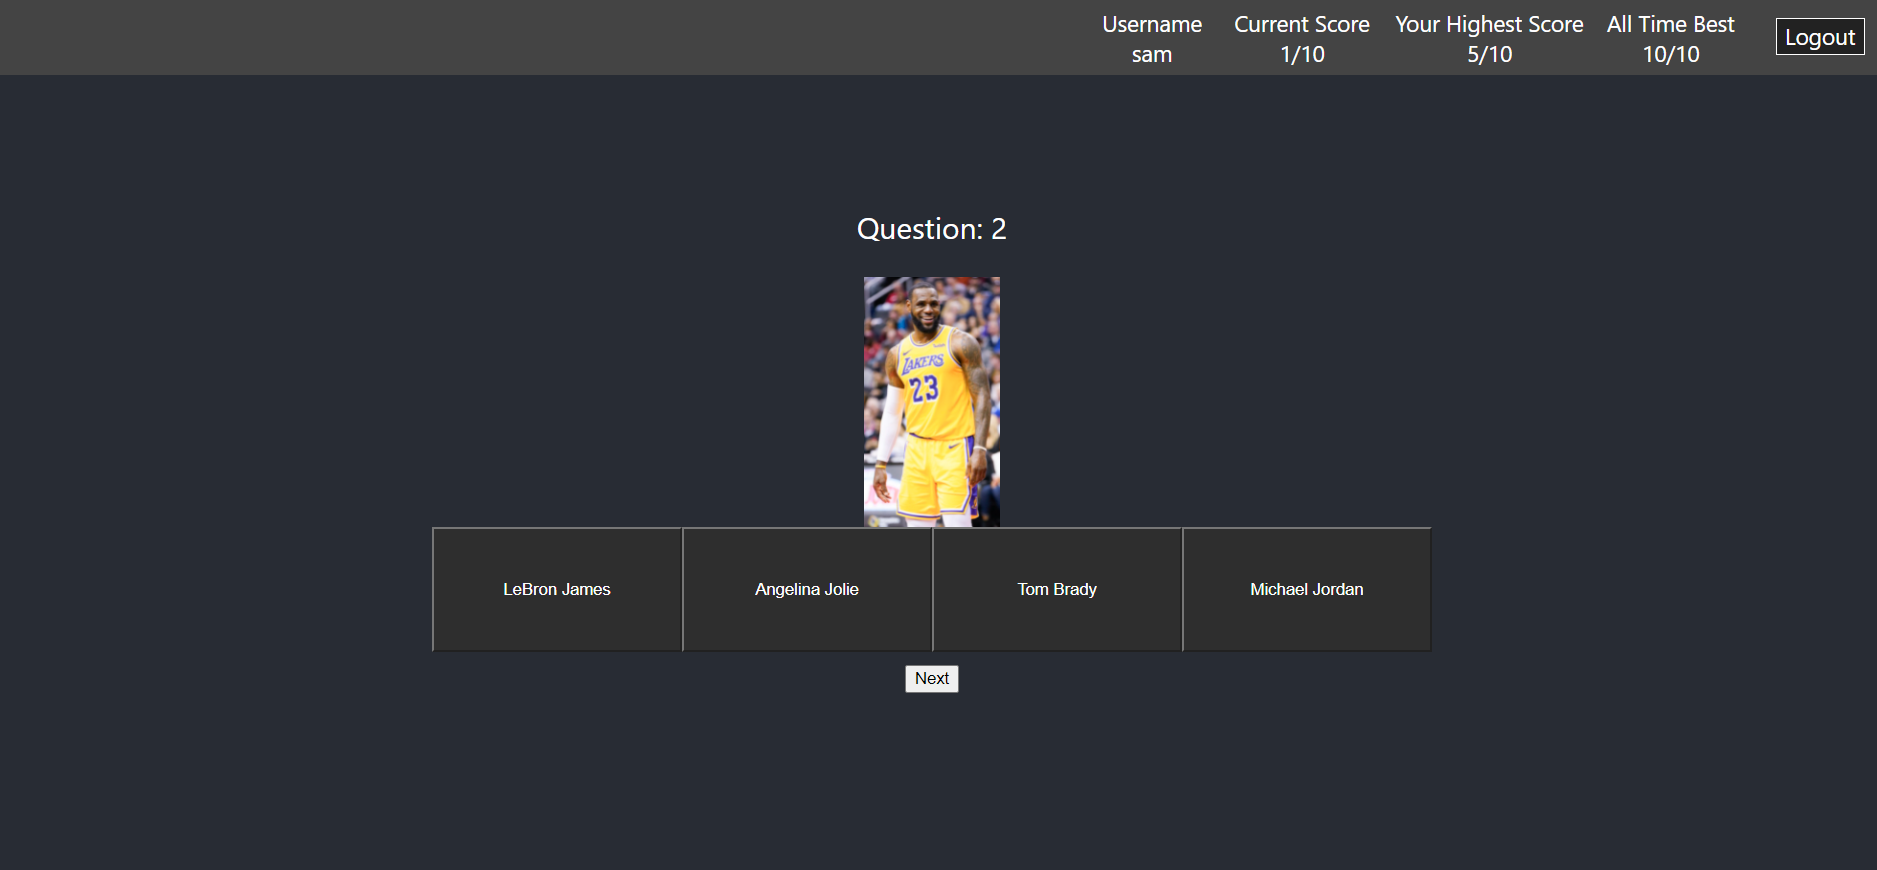 Username
sam
Current Score
1/10
Your Highest Score
5/10
All Time Best
10/10
Logout
Question: 2
LAKERS
23
LeBron James
Angelina Jolie
Tom Brady
Michael Jordan
Next